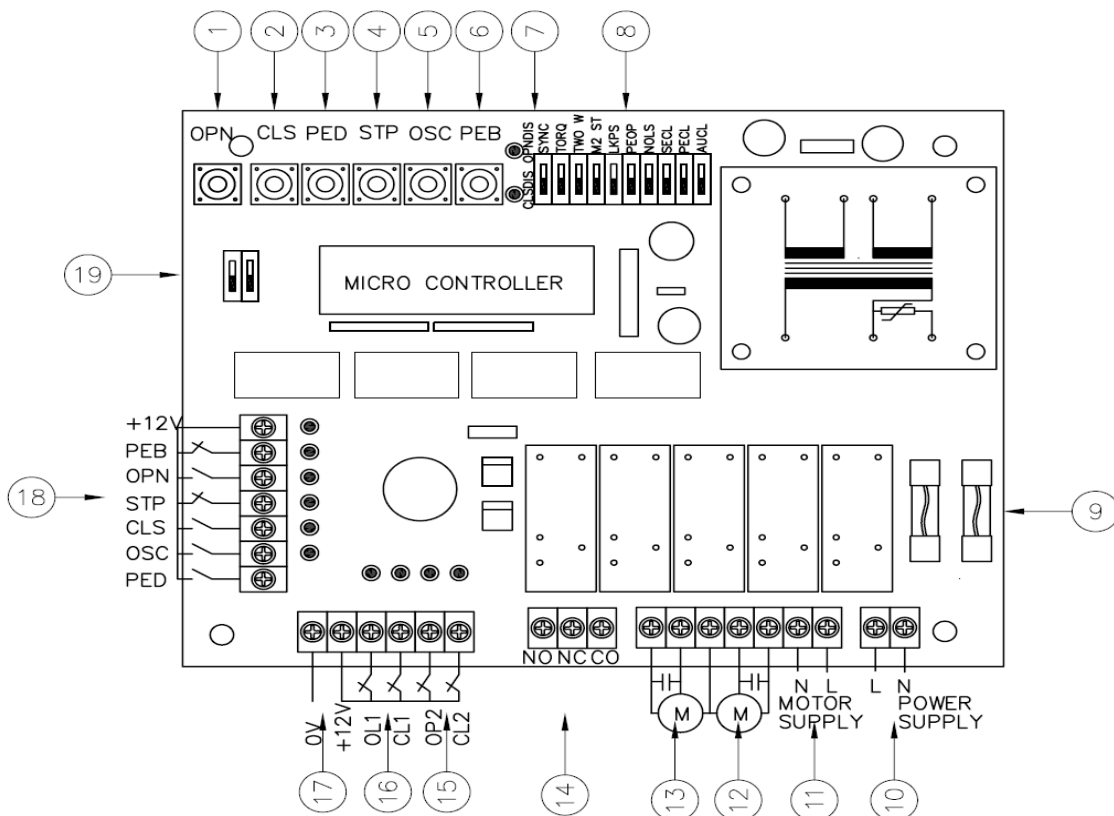 1 2 3 4 5 6 7 8
OPN CLS PED STP OSC PEB
CLSDIS OPNDIS
SYNC
TORQ
TWO W
M2 ST
LKPS
PEOP
NOLS
SECL
PECL
AUCL
19
MICRO CONTROLLER
+12V
PEB
OPN
STP
CLS
OSC
PED
18
9
NO NC CO
0V
+12V
OL1
CL1
OP2
CL2
M
M
N L
MOTOR
SUPPLY
L N
POWER
SUPPLY
17 16 15 14 13 12 11 10